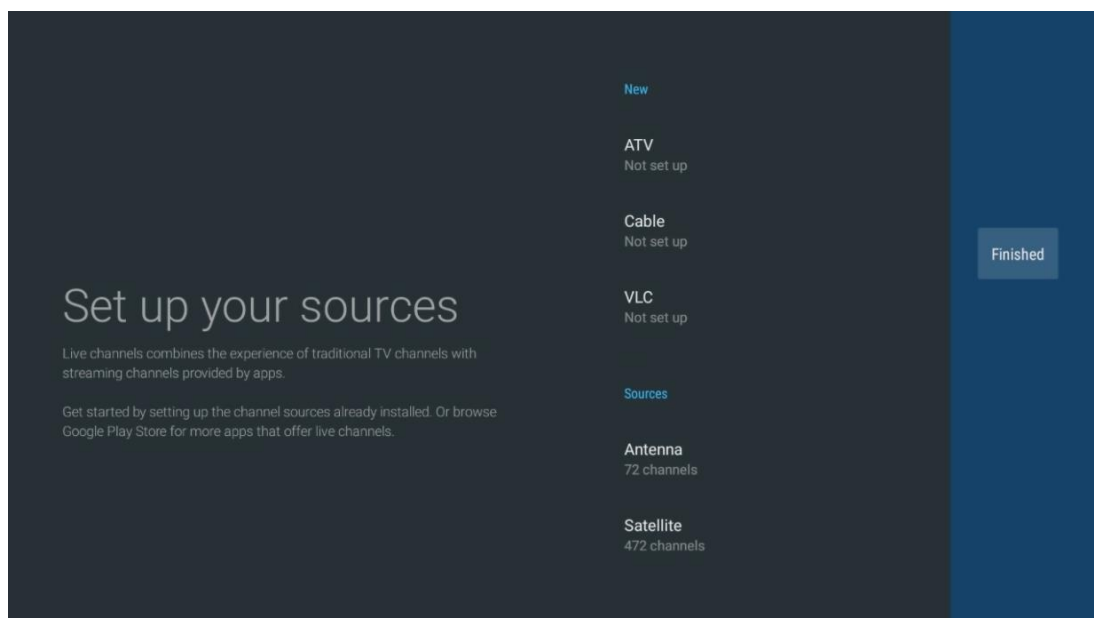 Set up your sources
Live channels combines the experience of traditional TV channels with
streaming channels provided by apps.
Get started by setting up the channel sources already installed. Or browse
Google Play Store for more apps that offer live channels.
New
ATV
Not set up
Cable
Not set up
VLC
Not set up
Sources
Antenna
72 channels
Satellite
472 channels
Finished